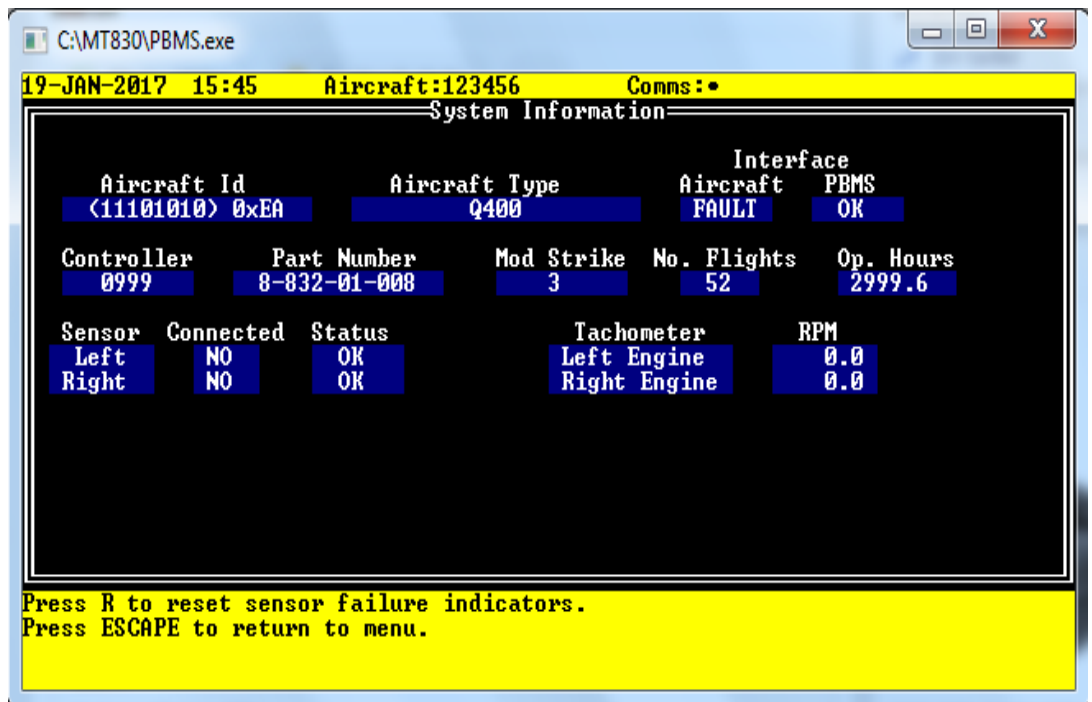 C:\MT830\PBMS.exe
19-JAN-2017 15:45 Aircraft:123456 Comms:•
System Information
Interface
Aircraft Id Aircraft Type Aircraft PBMS
(11101010) 0xEA Q400 FAULT OK
Controller Part Number Mod Strike No. Flights Op. Hours
0999 8-832-01-008 3 52 2999.6
Sensor Connected Status Tachometer RPM
Left NO OK Left Engine 0.0
Right NO OK Right Engine 0.0
Press R to reset sensor failure indicators.
Press ESCAPE to return to menu.